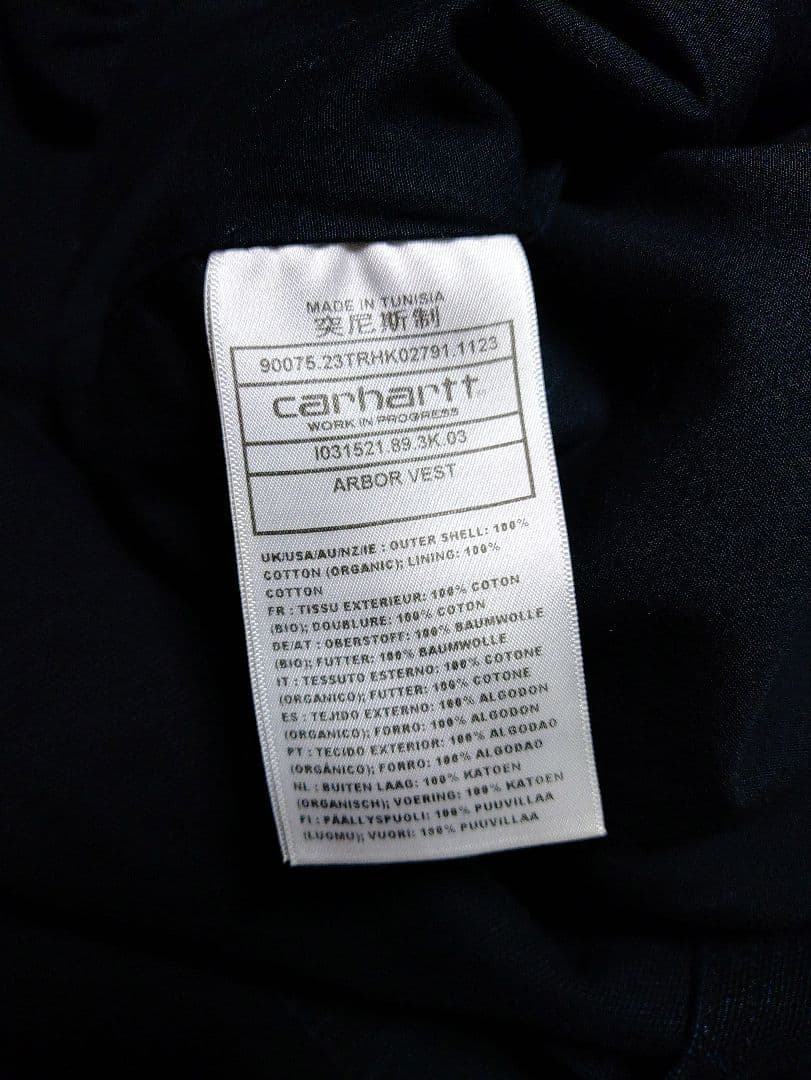 MADE IN TUNISIA
突尼斯制
90075.23TRHK02791.1123
carhartt
WORK IN PROGRESS
I031521.89.3K.03
ARBOR VEST
UK/USA/AU/NZ/IE : OUTER SHELL: 100%
COTTON (ORGANIC); LINING: 100%
COTTON
FR : TISSU EXTERIEUR: 100% COTON
(BIO); DOUBLURE: 100% COTON
DE/AT : OBERSTOFF: 100% BAUMWOLLE
(BIO); FUTTER: 100% BAUMWOLLE
IT : TESSUTO ESTERNO: 100% COTONE
(ORGANICO); FUTTER: 100% COTONE
ES : TEJIDO EXTERNO: 100% ALGODON
(ORGANICO); FORRO: 100% ALGODON
PT : TECIDO EXTERIOR: 100% ALGODAO
(ORGÂNICO); FORRO: 100% ALGODAO
NL : BUITEN LAAG: 100% KATOEN
(ORGANISCH); VOERING: 100% KATOEN
FI : PÄÄLLYSPUOLI: 100% PUUVILLAA
(LUOMU); VUORI: 100% PUUVILLAA